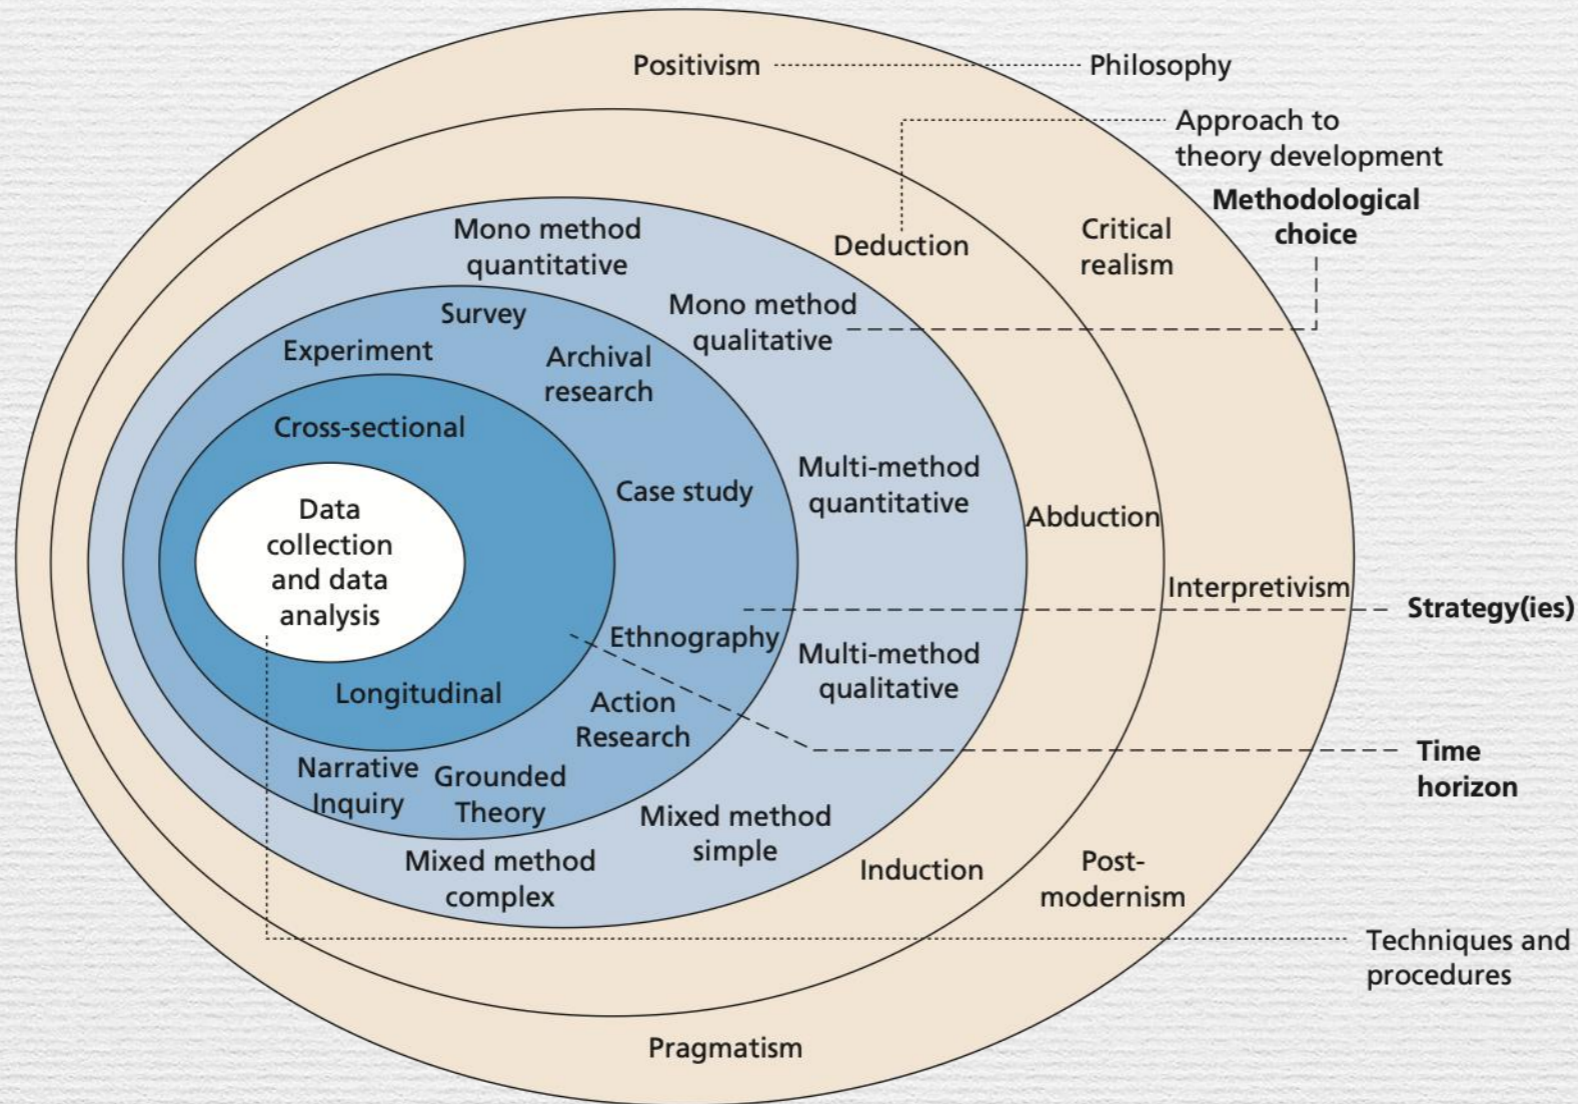 Positivism
Philosophy
Approach to
theory development
Methodological
choice
Critical
realism
Deduction
Mono method
quantitative
Mono method
qualitative
Survey
Experiment
Archival
research
Cross-sectional
Multi-method
quantitative
Case study
Data
collection
and data
analysis
Abduction
Interpretivism
Strategy(ies)
Ethnography
Multi-method
qualitative
Longitudinal
Action
Research
Time
horizon
Narrative
Inquiry
Grounded
Theory
Mixed method
simple
Mixed method
complex
Induction
Post-
modernism
Techniques and
procedures
Pragmatism